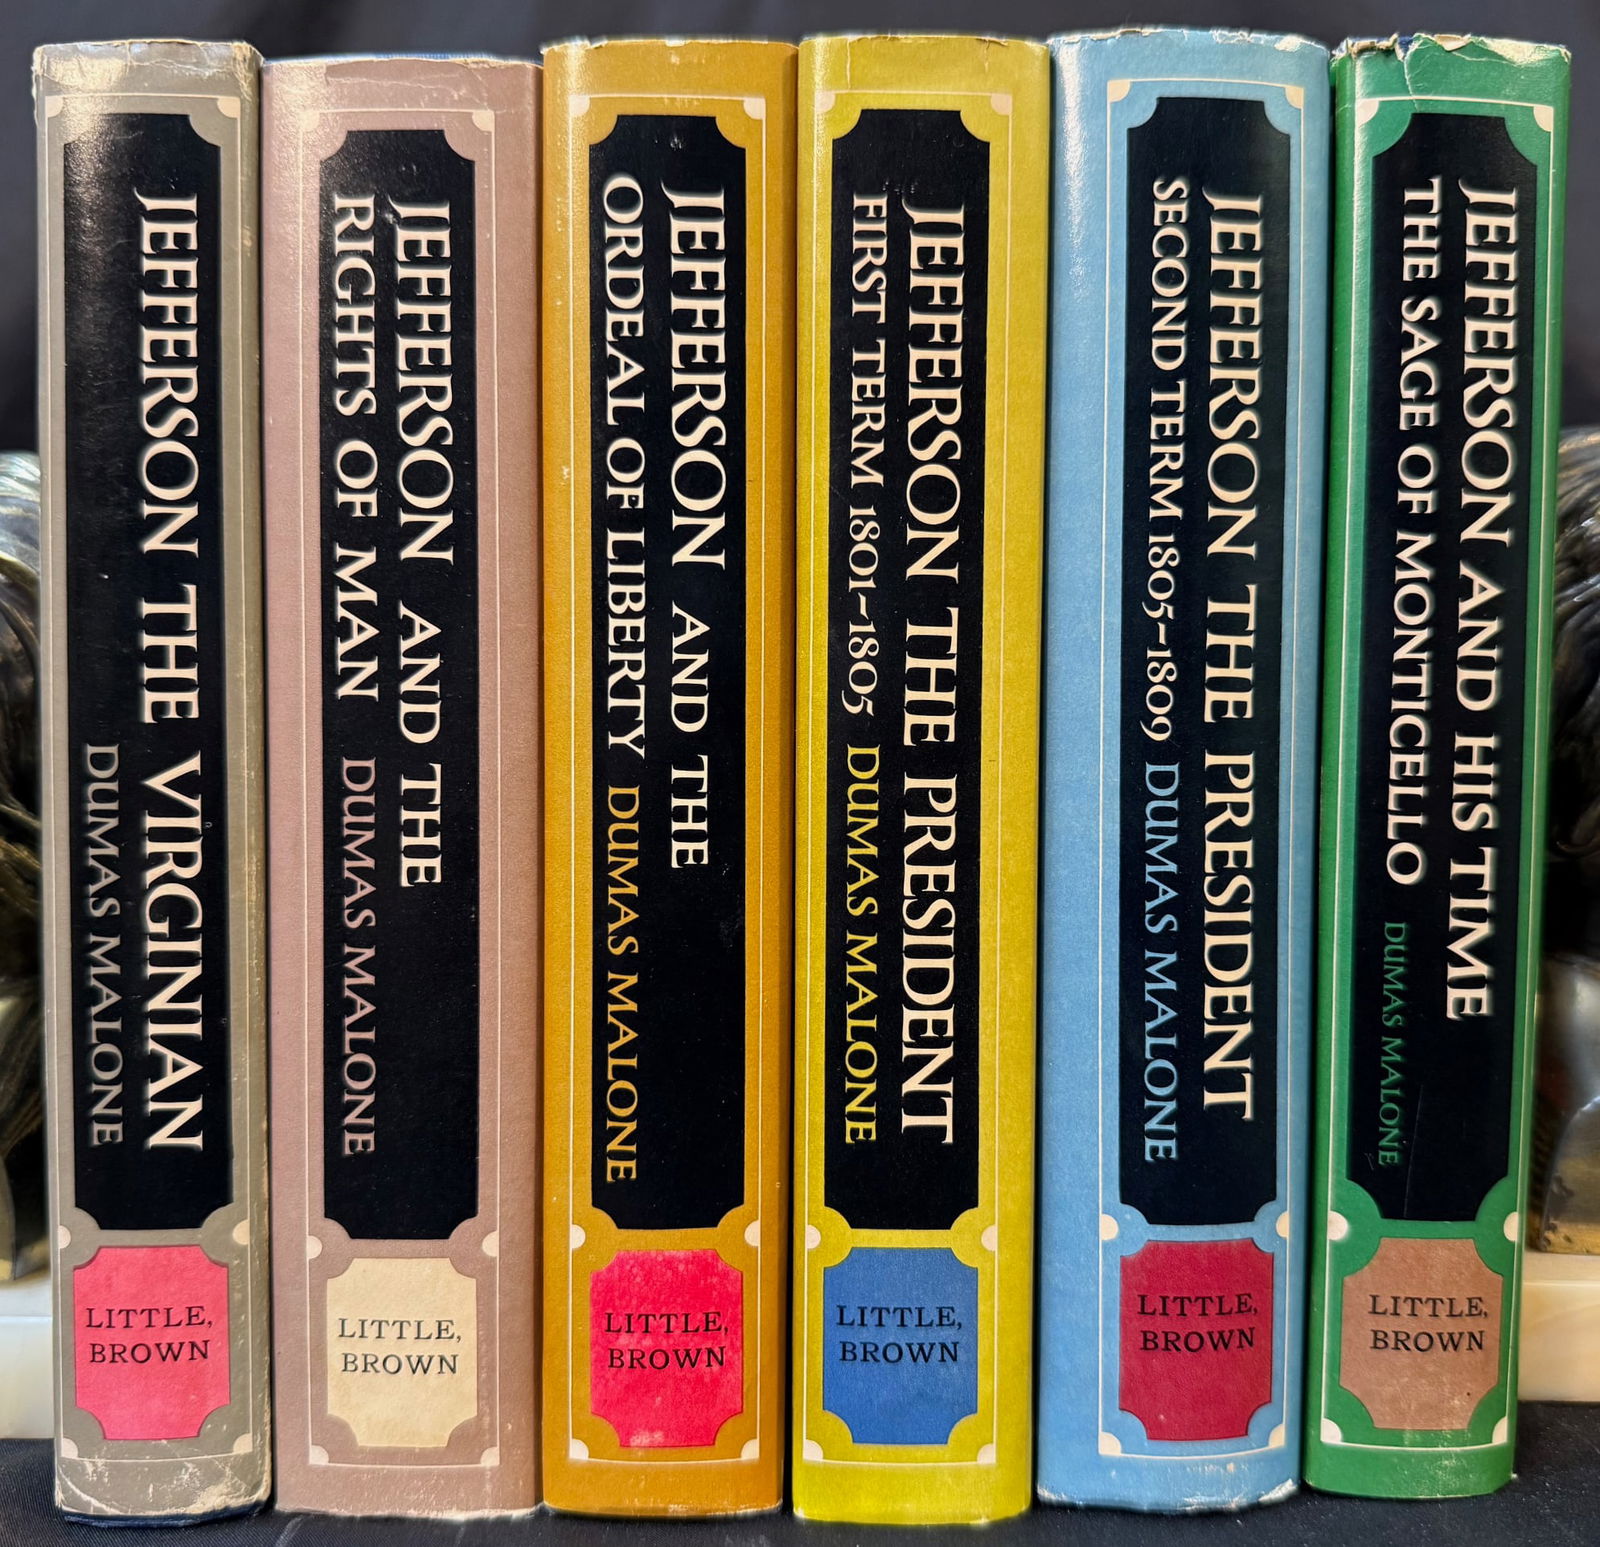 JEFFERSON THE VIRGINIAN
DUMAS MALONE
LITTLE,
BROWN
JEFFERSON AND THE
RIGHTS OF MAN DUMAS MALONE
LITTLE,
BROWN
JEFFERSON AND THE
ORDEAL OF LIBERTY DUMAS MALONE
LITTLE,
BROWN
JEFFERSON THE PRESIDENT
FIRST TERM 1801–1805 DUMAS MALONE
LITTLE,
BROWN
JEFFERSON THE PRESIDENT
SECOND TERM 1805–1809 DUMAS MALONE
LITTLE,
BROWN
JEFFERSON AND HIS TIME
THE SAGE OF MONTICELLO DUMAS MALONE
LITTLE,
BROWN